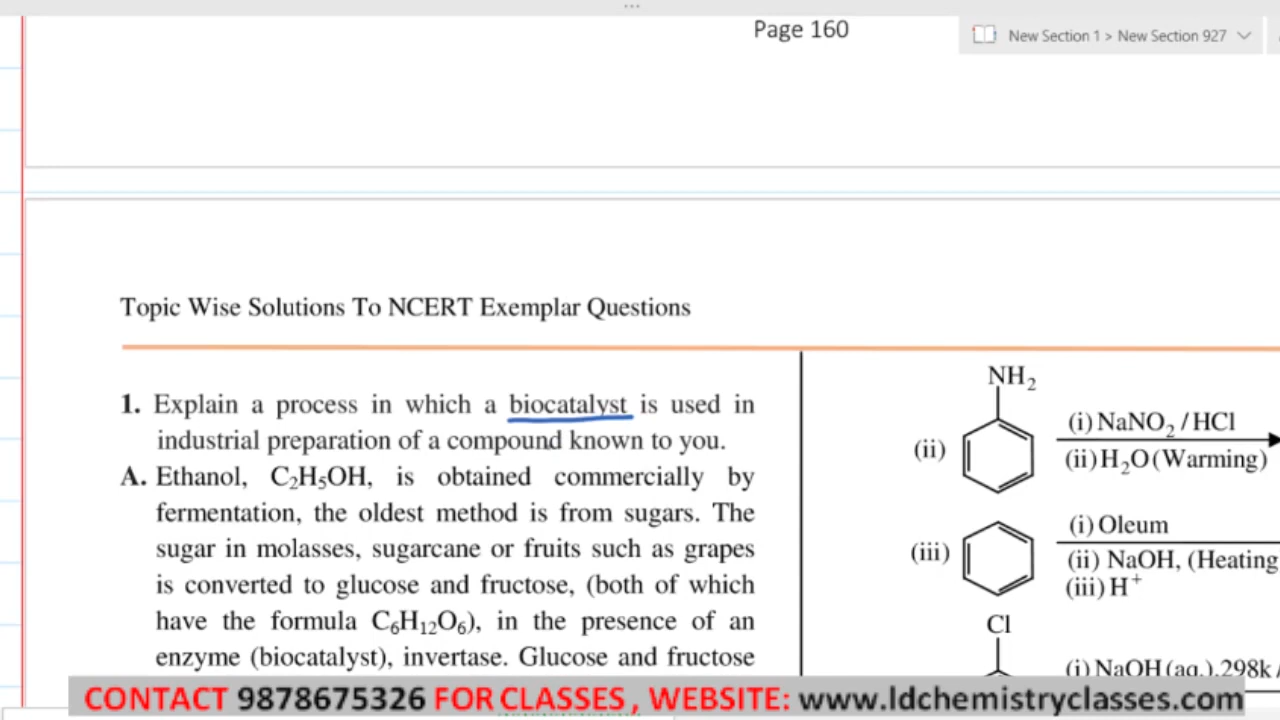 ...
Page 160
New Section 1 > New Section 927
Topic Wise Solutions To NCERT Exemplar Questions
1. Explain a process in which a biocatalyst is used in
industrial preparation of a compound known to you.
A. Ethanol, C₂H₅OH, is obtained commercially by
fermentation, the oldest method is from sugars. The
sugar in molasses, sugarcane or fruits such as grapes
is converted to glucose and fructose, (both of which
have the formula C₆H₁₂O₆), in the presence of an
enzyme (biocatalyst), invertase. Glucose and fructose
NH₂
(ii)
(i) NaNO₂ / HCl
(ii) H₂O (Warming)
(iii)
(i) Oleum
(ii) NaOH, (Heating
(iii) H⁺
Cl
(i) NaOH (aq.), 298k
CONTACT 9878675326 FOR CLASSES , WEBSITE: www.ldchemistryclasses.com